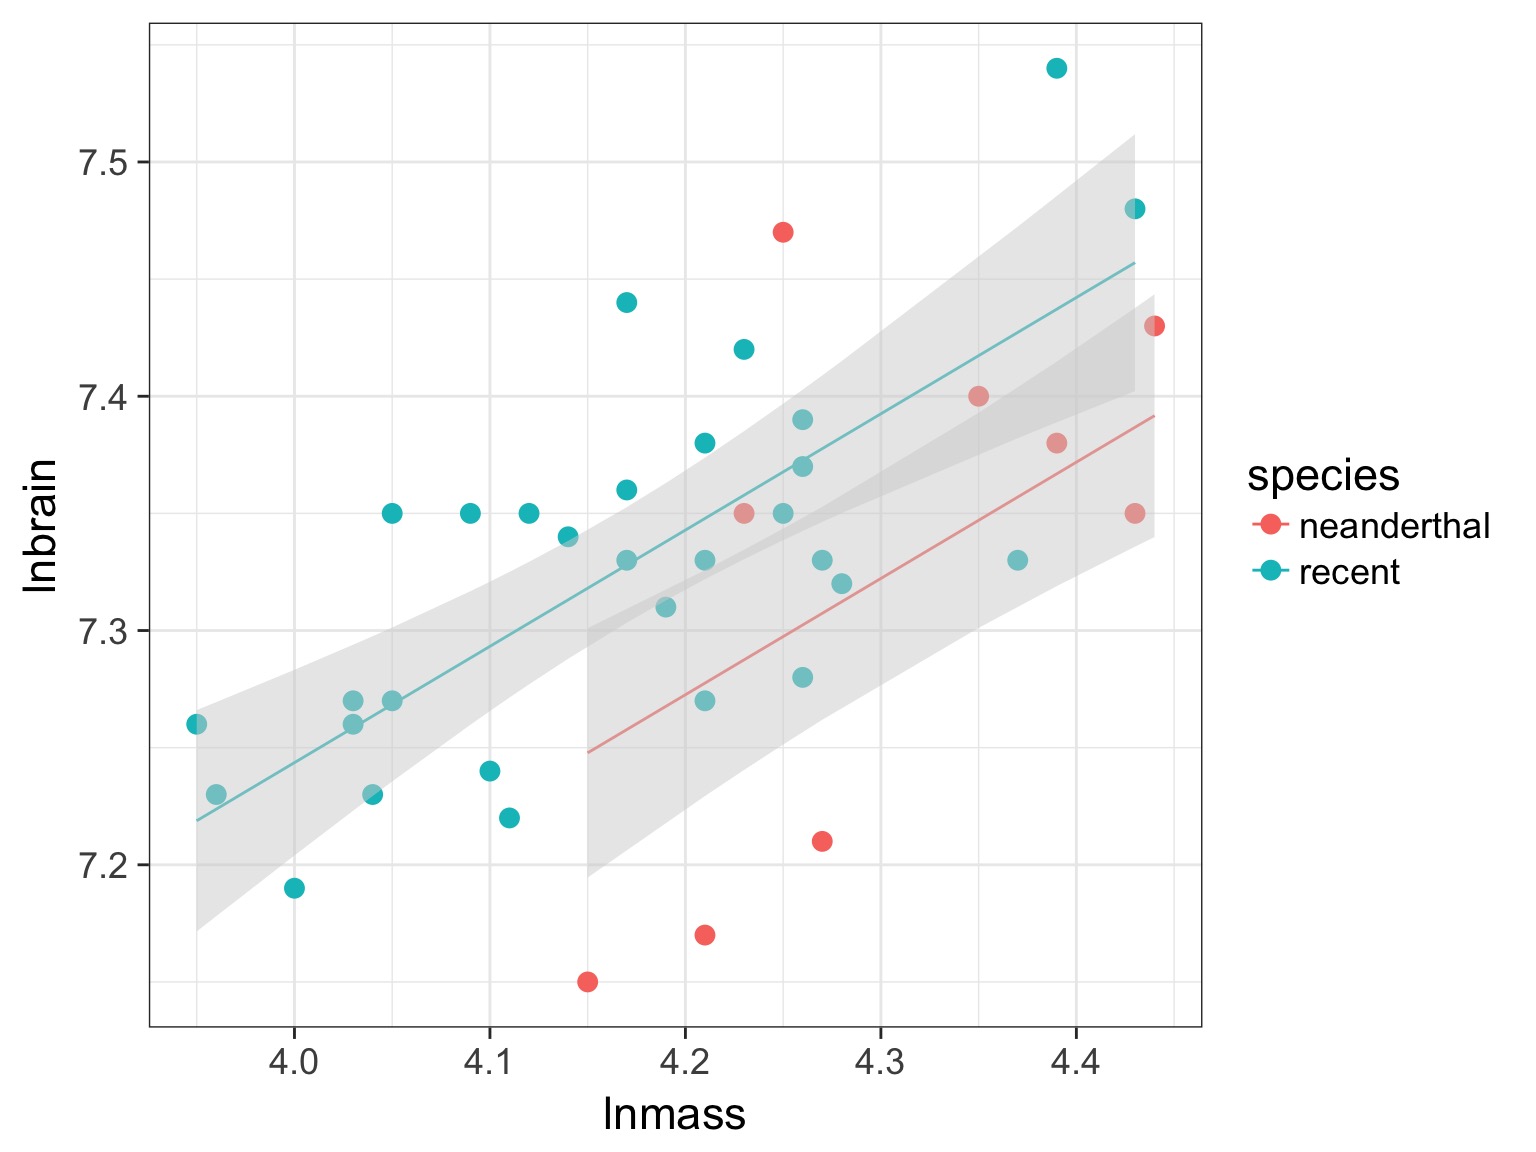 7.5
7.4
7.3
7.2
lnbrain
4.0 4.1 4.2 4.3 4.4
lnmass
species
neanderthal
recent